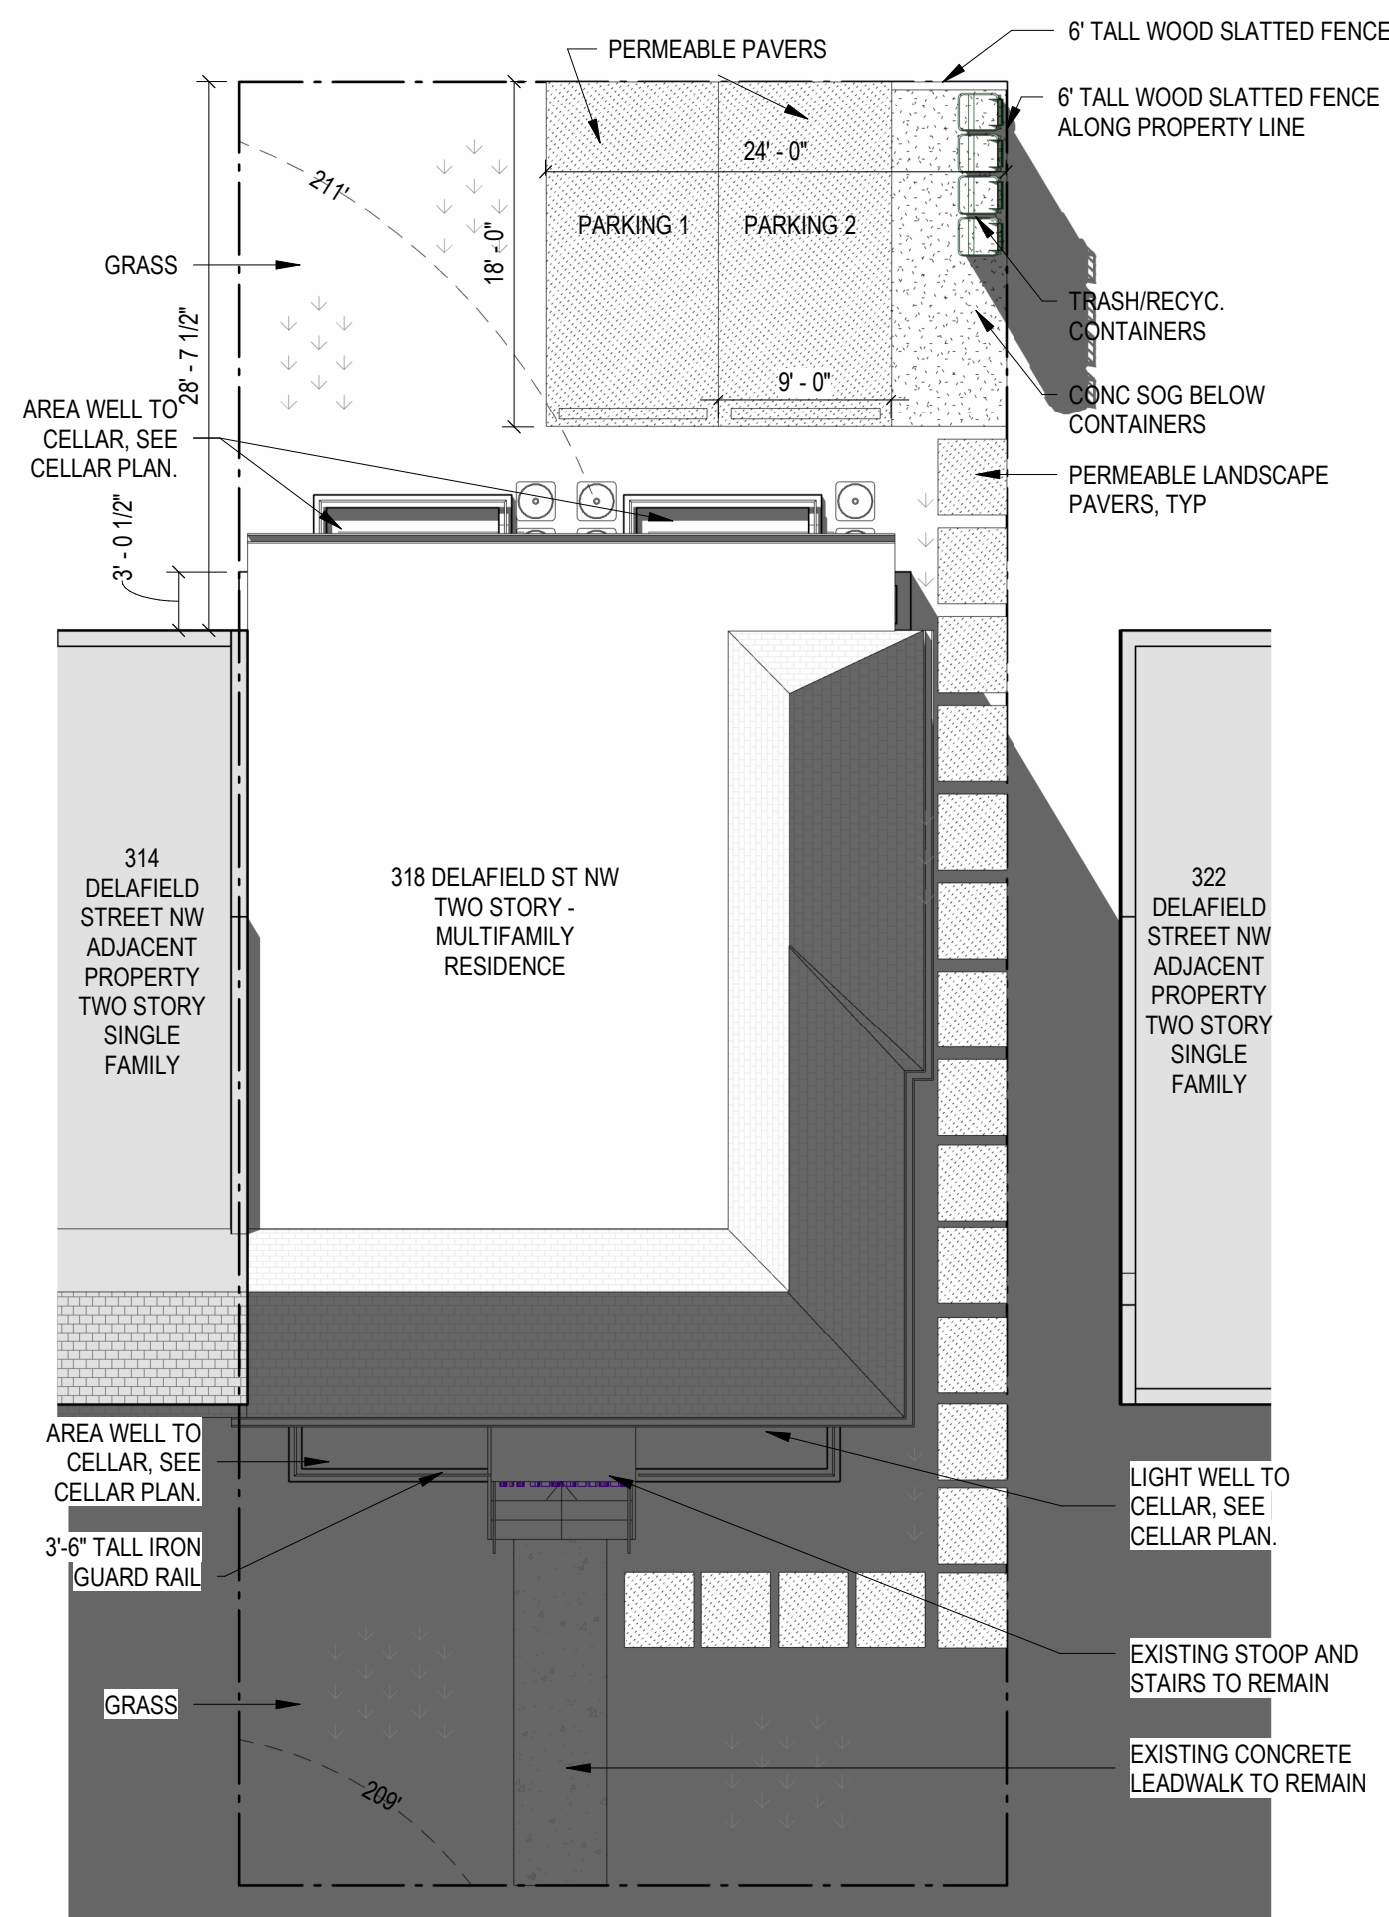 6' TALL WOOD SLATTED FENCE
PERMEABLE PAVERS
6' TALL WOOD SLATTED FENCE
ALONG PROPERTY LINE
24' - 0"
211'
PARKING 1
PARKING 2
18' - 0"
GRASS
TRASH/RECYC.
CONTAINERS
28' - 7 1/2"
9' - 0"
CONC SOG BELOW
CONTAINERS
AREA WELL TO
CELLAR, SEE
CELLAR PLAN.
PERMEABLE LANDSCAPE
PAVERS, TYP
3' - 0 1/2"
314
DELAFIELD
STREET NW
ADJACENT
PROPERTY
TWO STORY
SINGLE
FAMILY
318 DELAFIELD ST NW
TWO STORY -
MULTIFAMILY
RESIDENCE
322
DELAFIELD
STREET NW
ADJACENT
PROPERTY
TWO STORY
SINGLE
FAMILY
AREA WELL TO
CELLAR, SEE
CELLAR PLAN.
LIGHT WELL TO
CELLAR, SEE
CELLAR PLAN.
3'-6" TALL IRON
GUARD RAIL
EXISTING STOOP AND
STAIRS TO REMAIN
GRASS
EXISTING CONCRETE
LEADWALK TO REMAIN
209'